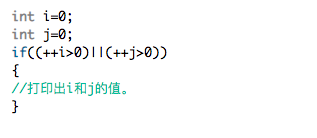 int i=0;
int j=0;
if((++i>0)||(++j>0))
{
//打印出i和j的值。
}